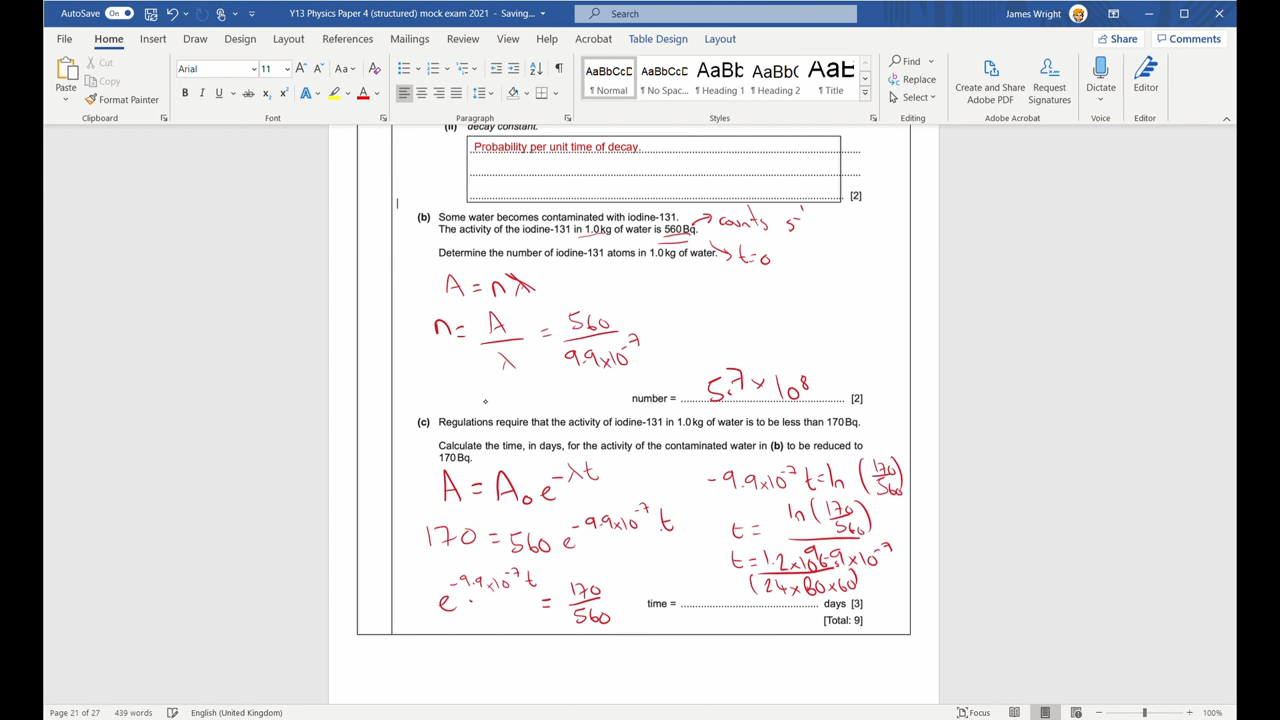 AutoSave On Y13 Physics Paper 4 (structured) mock exam 2021 - Saving... Search James Wright
File Home Insert Draw Design Layout References Mailings Review View Help Acrobat Table Design Layout Share Comments
Paste Cut Copy Format Painter
Arial 11
AaBbCcD AaBbCcD AaBb( AaBbC( AaB
¶ Normal ¶ No Spac... ¶ Heading 1 ¶ Heading 2 ¶ Title
Find Replace Select
Create and Share Adobe PDF Request Signatures Dictate Editor
Clipboard Font Paragraph Styles Editing Adobe Acrobat Voice Editor
(ii) decay constant.
Probability per unit time of decay.
[2]
(b) Some water becomes contaminated with iodine-131.
The activity of the iodine-131 in 1.0 kg of water is 560 Bq. → counts s⁻¹
Determine the number of iodine-131 atoms in 1.0 kg of water. → t=0
A = nλ
n = A/λ = 560/9.9×10⁻⁷
number = 5.7 × 10⁸ [2]
(c) Regulations require that the activity of iodine-131 in 1.0 kg of water is to be less than 170 Bq.
Calculate the time, in days, for the activity of the contaminated water in (b) to be reduced to
170 Bq.
A = A₀ e^-λt
170 = 560 e^-9.9×10⁻⁷ t
e^-9.9×10⁻⁷ t = 170/560
-9.9×10⁻⁷ t = ln (170/560)
t = ln (170/560)
t = 1.2×10⁶
(24×60×60)
time = days [3]
[Total: 9]
Page 21 of 27 439 words English (United Kingdom) Focus 100%